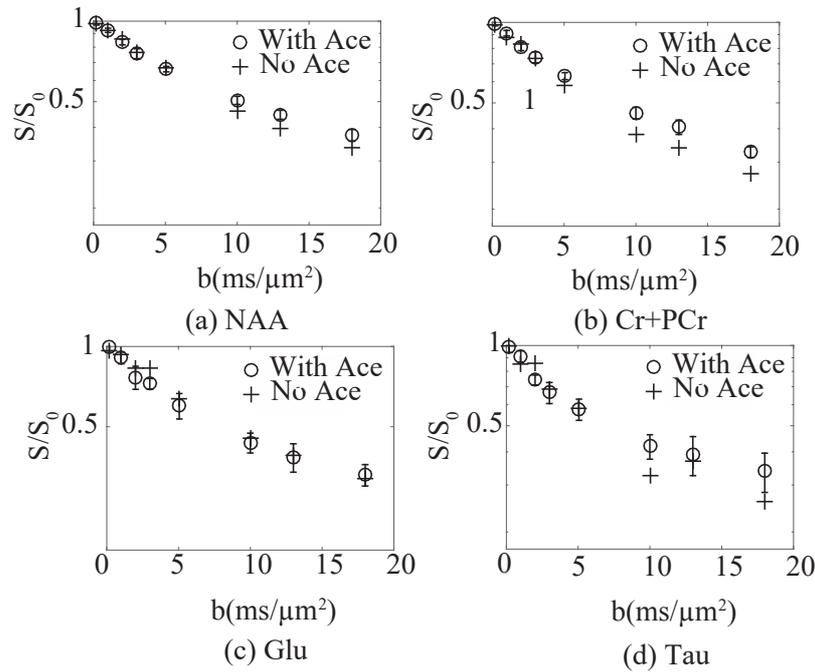 1
With Ace
No Ace
S/S₀
0.5
0 5 10 15 20
b(ms/µm²)
(a) NAA
With Ace
No Ace
S/S₀
0.5
1
0 5 10 15 20
b(ms/µm²)
(b) Cr+PCr
1
With Ace
No Ace
S/S₀
0.5
0 5 10 15 20
b(ms/µm²)
(c) Glu
1
With Ace
No Ace
S/S₀
0.5
0 5 10 15 20
b(ms/µm²)
(d) Tau